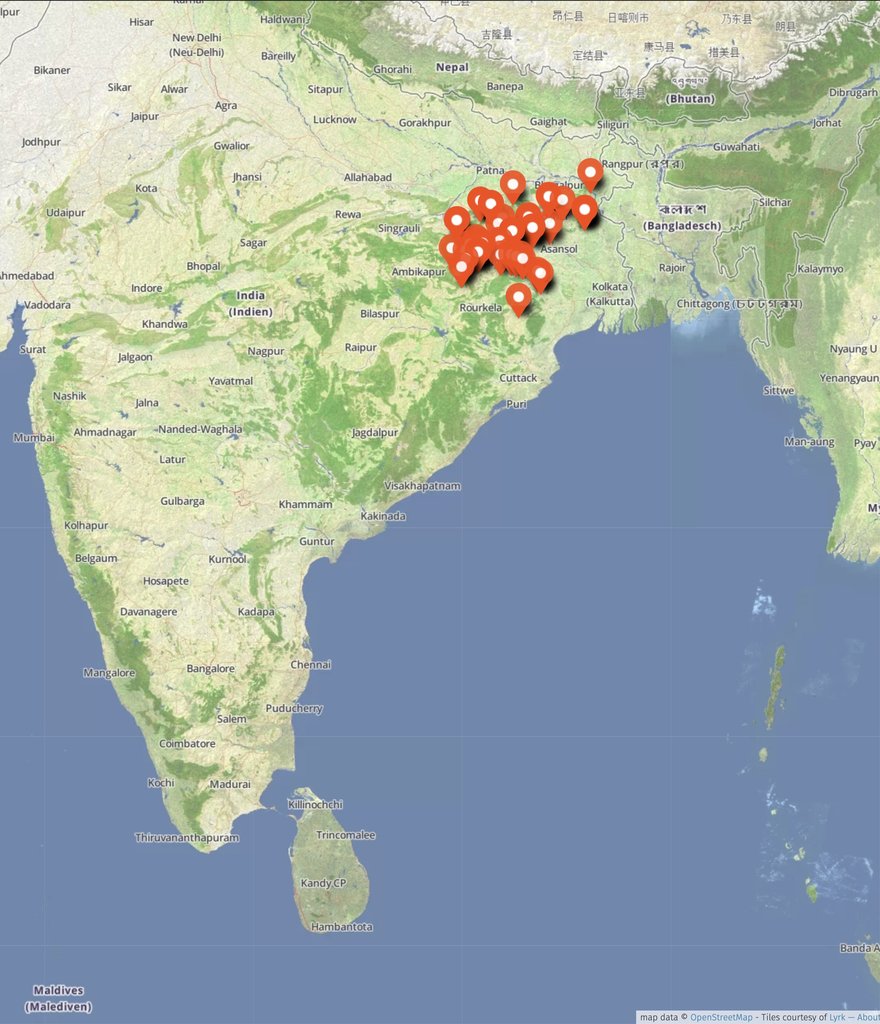 lpur
Hisar
Haldwani
New Delhi
(Neu-Delhi)
Bareilly
昂仁县
日喀则市
乃东县
朗县
吉隆县
定结县
康马县
措美县
Bikaner
Ghorahi
Nepal
Sikar
Alwar
Sitapur
Banepa
亚东县
(Bhutan)
Dibrugarh
Jaipur
Agra
Lucknow
Gorakhpur
Gaighat
Siliguri
Jorhat
Jodhpur
Gwalior
Guwahati
Patna
Rangpur (রংপুর)
Kota
Jhansi
Allahabad
Bhagalpur
Udaipur
Rewa
Silchar
(Bangladesch)
Singrauli
Sagar
Asansol
Bhopal
Ambikapur
Rajoir
Kalaymyo
Ahmedabad
Indore
Kolkata
(Kalkutta)
India
(Indien)
Vadodara
Bilaspur
Rourkela
Chittagong
Khandwa
Surat
Jalgaon
Nagpur
Raipur
Nyaung U
Yavatmal
Cuttack
Yenangyaung
Nashik
Jalna
Puri
Sittwe
Mumbai
Ahmadnagar
Nanded-Waghala
Jagdalpur
Man-aung
Pyay
Latur
Visakhapatnam
Gulbarga
Khammam
Kakinada
My
Kolhapur
Guntur
Belgaum
Kurnool
Hosapete
Davanagere
Kadapa
Mangalore
Bangalore
Chennai
Puducherry
Salem
Coimbatore
Kochi
Madurai
Killinochchi
Thiruvananthapuram
Trincomalee
Kandy CP
Hambantota
Banda A
Maldives
(Malediven)
map data © OpenStreetMap - Tiles courtesy of Lyrk — About